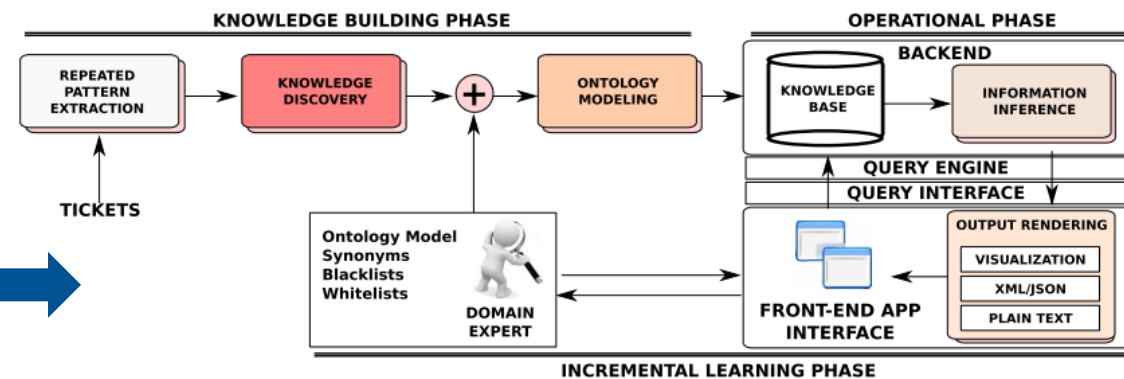 KNOWLEDGE BUILDING PHASE
OPERATIONAL PHASE
BACKEND
REPEATED
PATTERN
EXTRACTION
KNOWLEDGE
DISCOVERY
+
ONTOLOGY
MODELING
KNOWLEDGE
BASE
INFORMATION
INFERENCE
QUERY ENGINE
QUERY INTERFACE
TICKETS
Ontology Model
Synonyms
Blacklists
Whitelists
DOMAIN
EXPERT
FRONT-END APP
INTERFACE
OUTPUT RENDERING
VISUALIZATION
XML/JSON
PLAIN TEXT
INCREMENTAL LEARNING PHASE